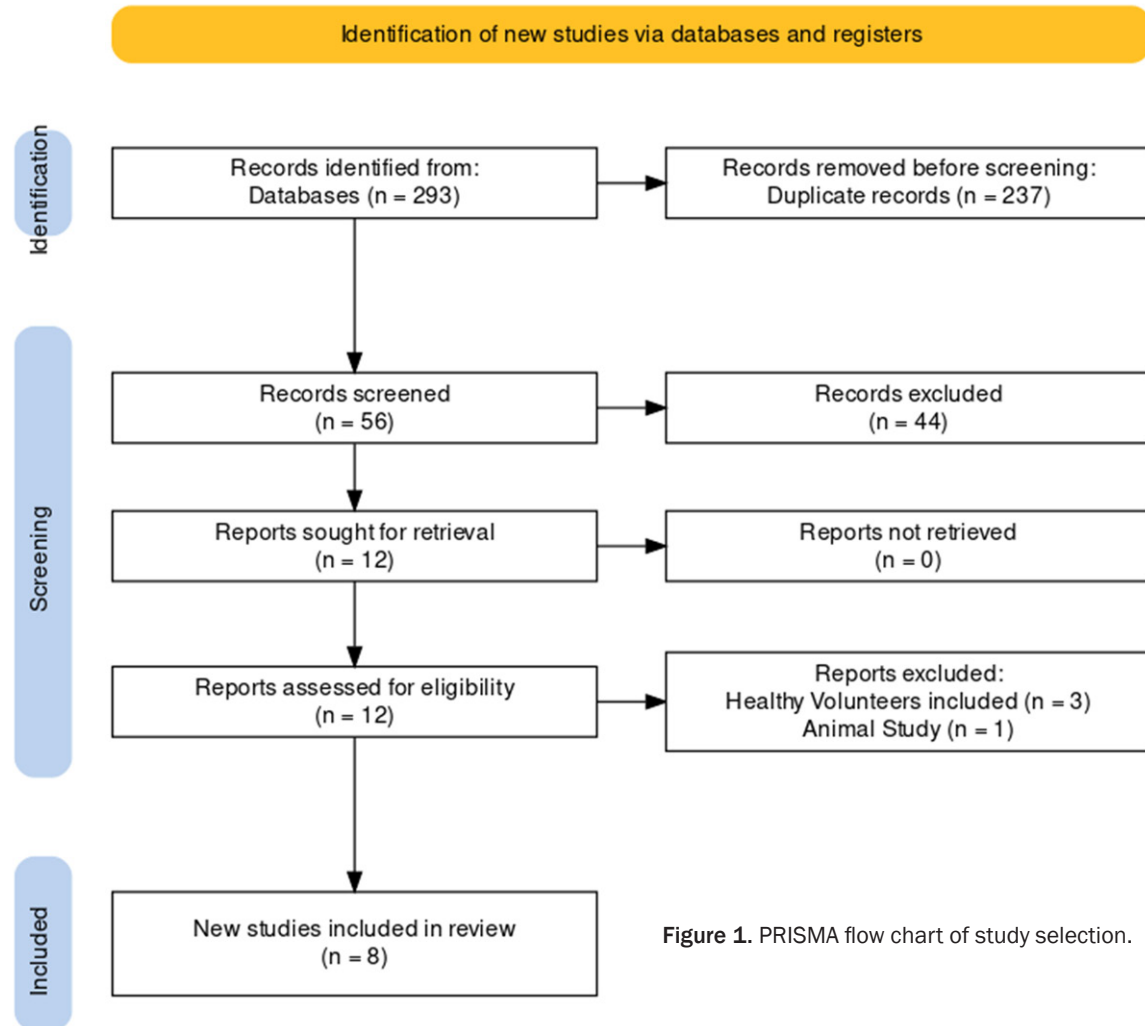 Identification of new studies via databases and registers
Identification
Records identified from:
Databases (n = 293)
Records removed before screening:
Duplicate records (n = 237)
Screening
Records screened
(n = 56)
Records excluded
(n = 44)
Reports sought for retrieval
(n = 12)
Reports not retrieved
(n = 0)
Reports assessed for eligibility
(n = 12)
Reports excluded:
Healthy Volunteers included (n = 3)
Animal Study (n = 1)
Included
New studies included in review
(n = 8)
Figure 1. PRISMA flow chart of study selection.